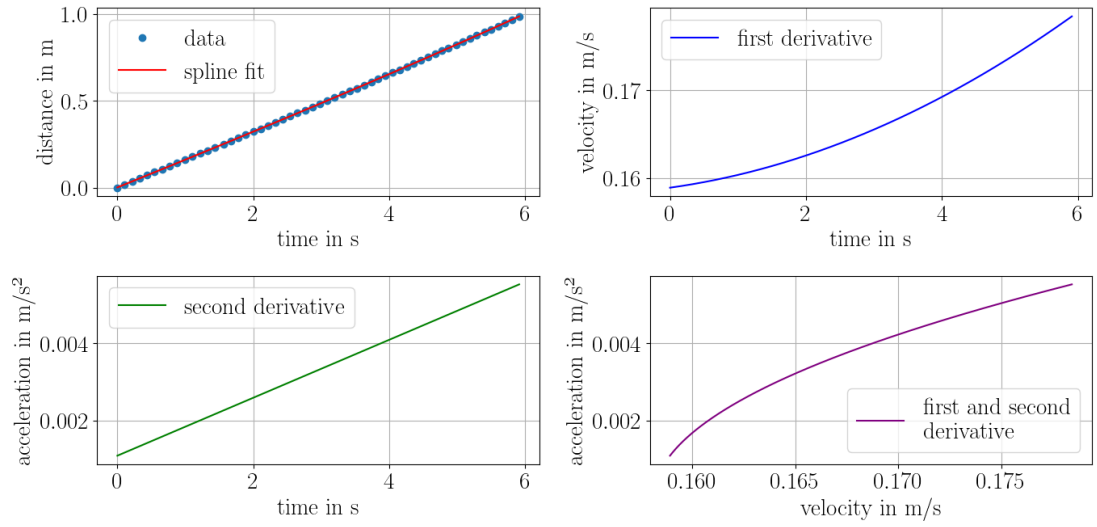 1.0
0.5
0.0
distance in m
data
spline fit
0 2 4 6
time in s
0.17
0.16
velocity in m/s
first derivative
0 2 4 6
time in s
0.004
0.002
acceleration in m/s²
second derivative
0 2 4 6
time in s
0.004
0.002
acceleration in m/s²
first and second
derivative
0.160 0.165 0.170 0.175
velocity in m/s